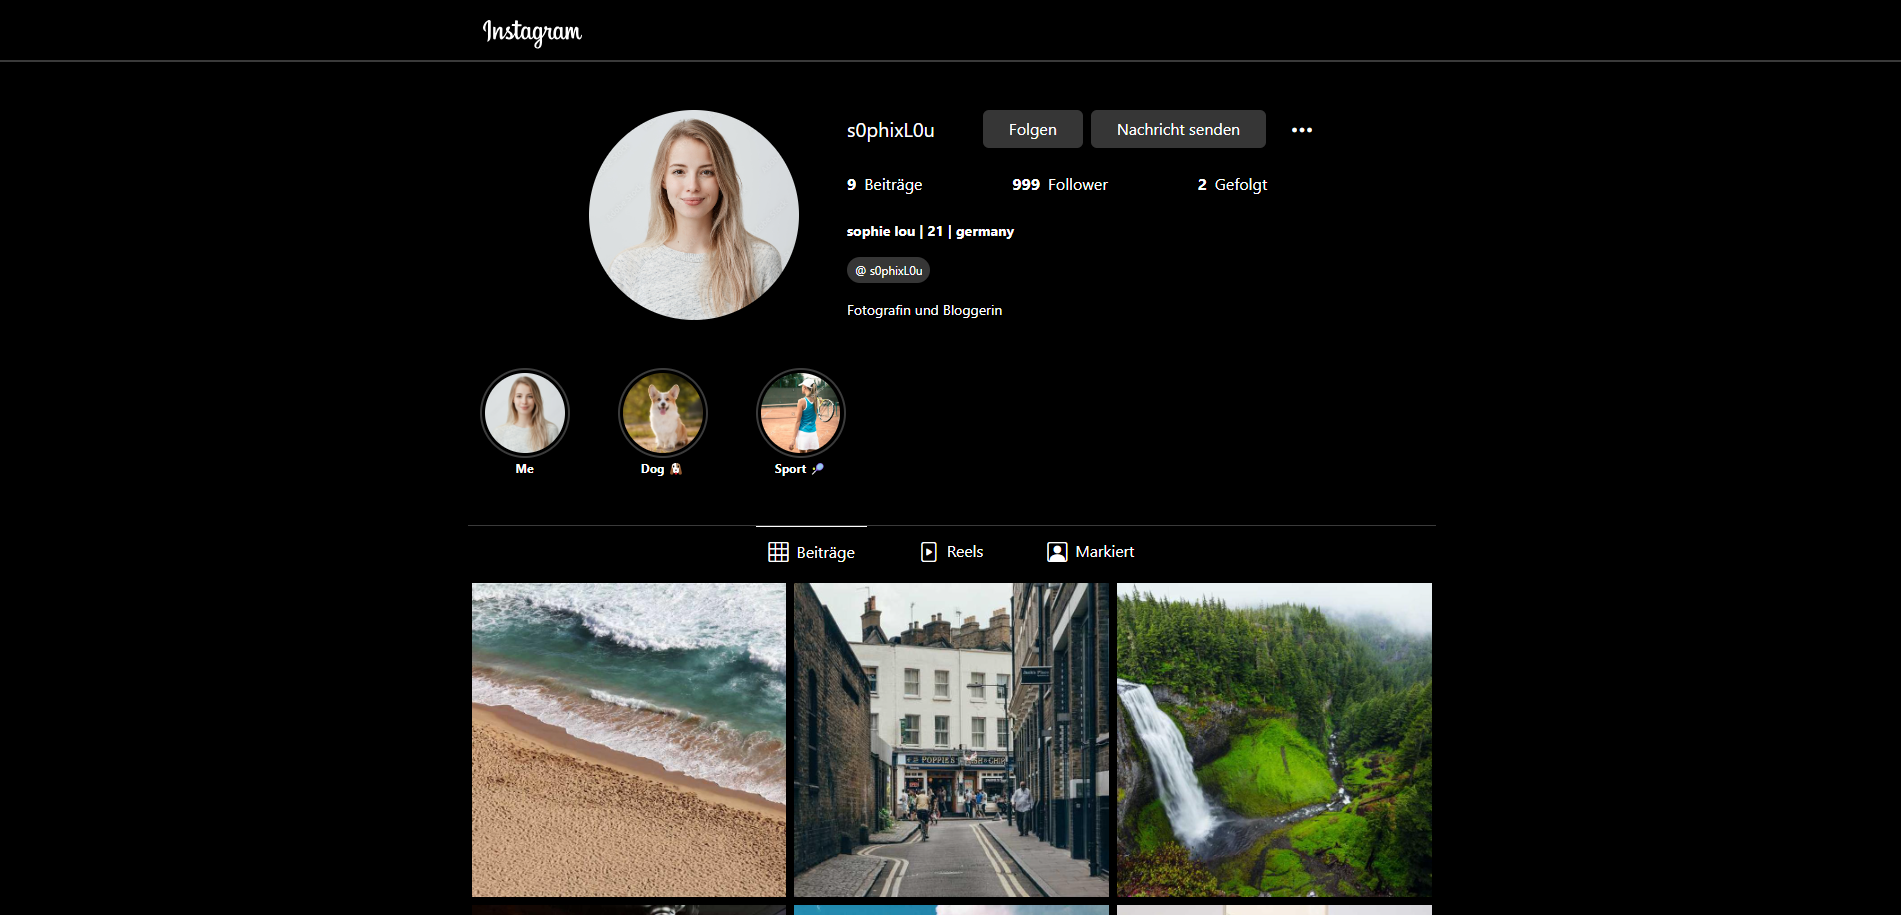 Instagram
s0phixL0u Folgen Nachricht senden
9 Beiträge 999 Follower 2 Gefolgt
sophie lou | 21 | germany
@ s0phixL0u
Fotografin und Bloggerin
Me Dog Sport
Beiträge Reels Markiert
POPPIE'S FISH & CHIPS